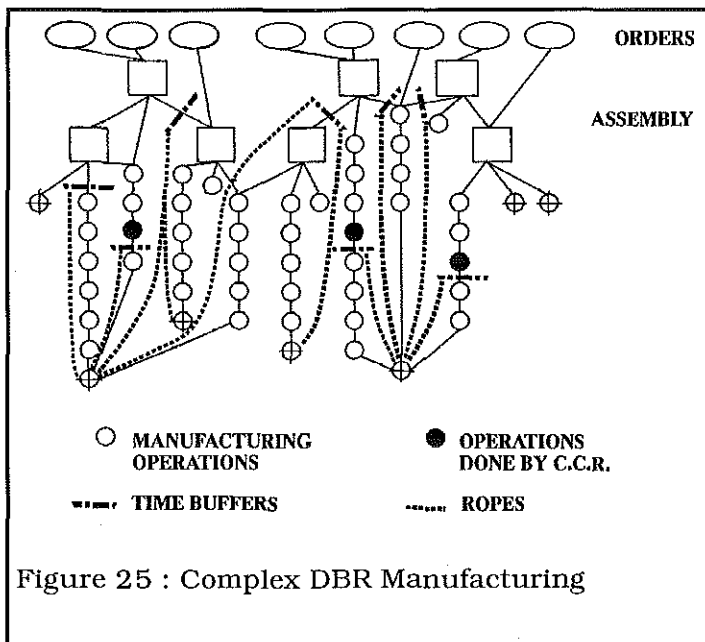 ORDERS
ASSEMBLY
MANUFACTURING
OPERATIONS
OPERATIONS
DONE BY C.C.R.
TIME BUFFERS
ROPES
Figure 25 : Complex DBR Manufacturing